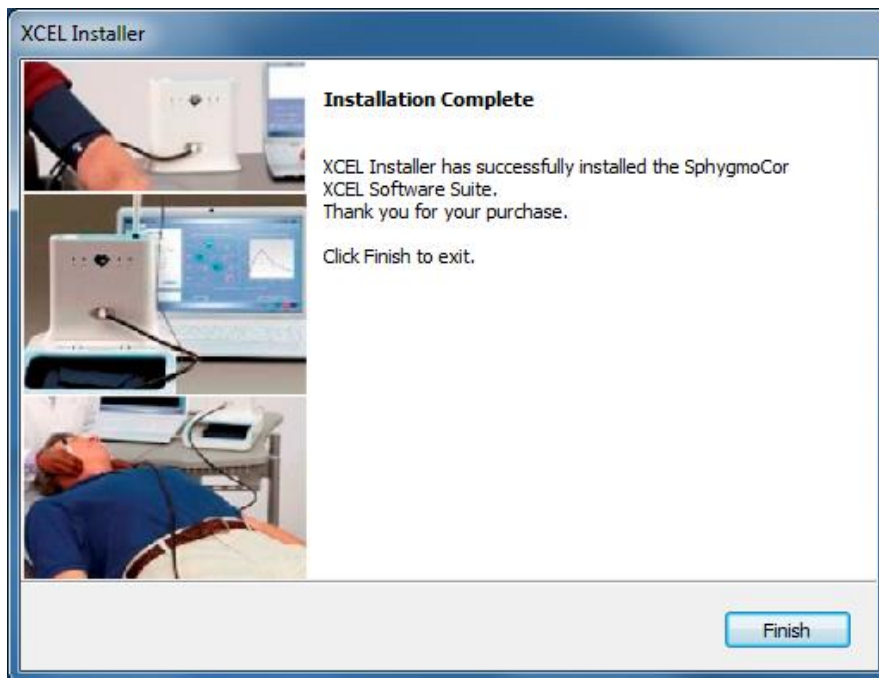 XCEL Installer
Installation Complete
XCEL Installer has successfully installed the SphygmoCor
XCEL Software Suite.
Thank you for your purchase.
Click Finish to exit.
Finish